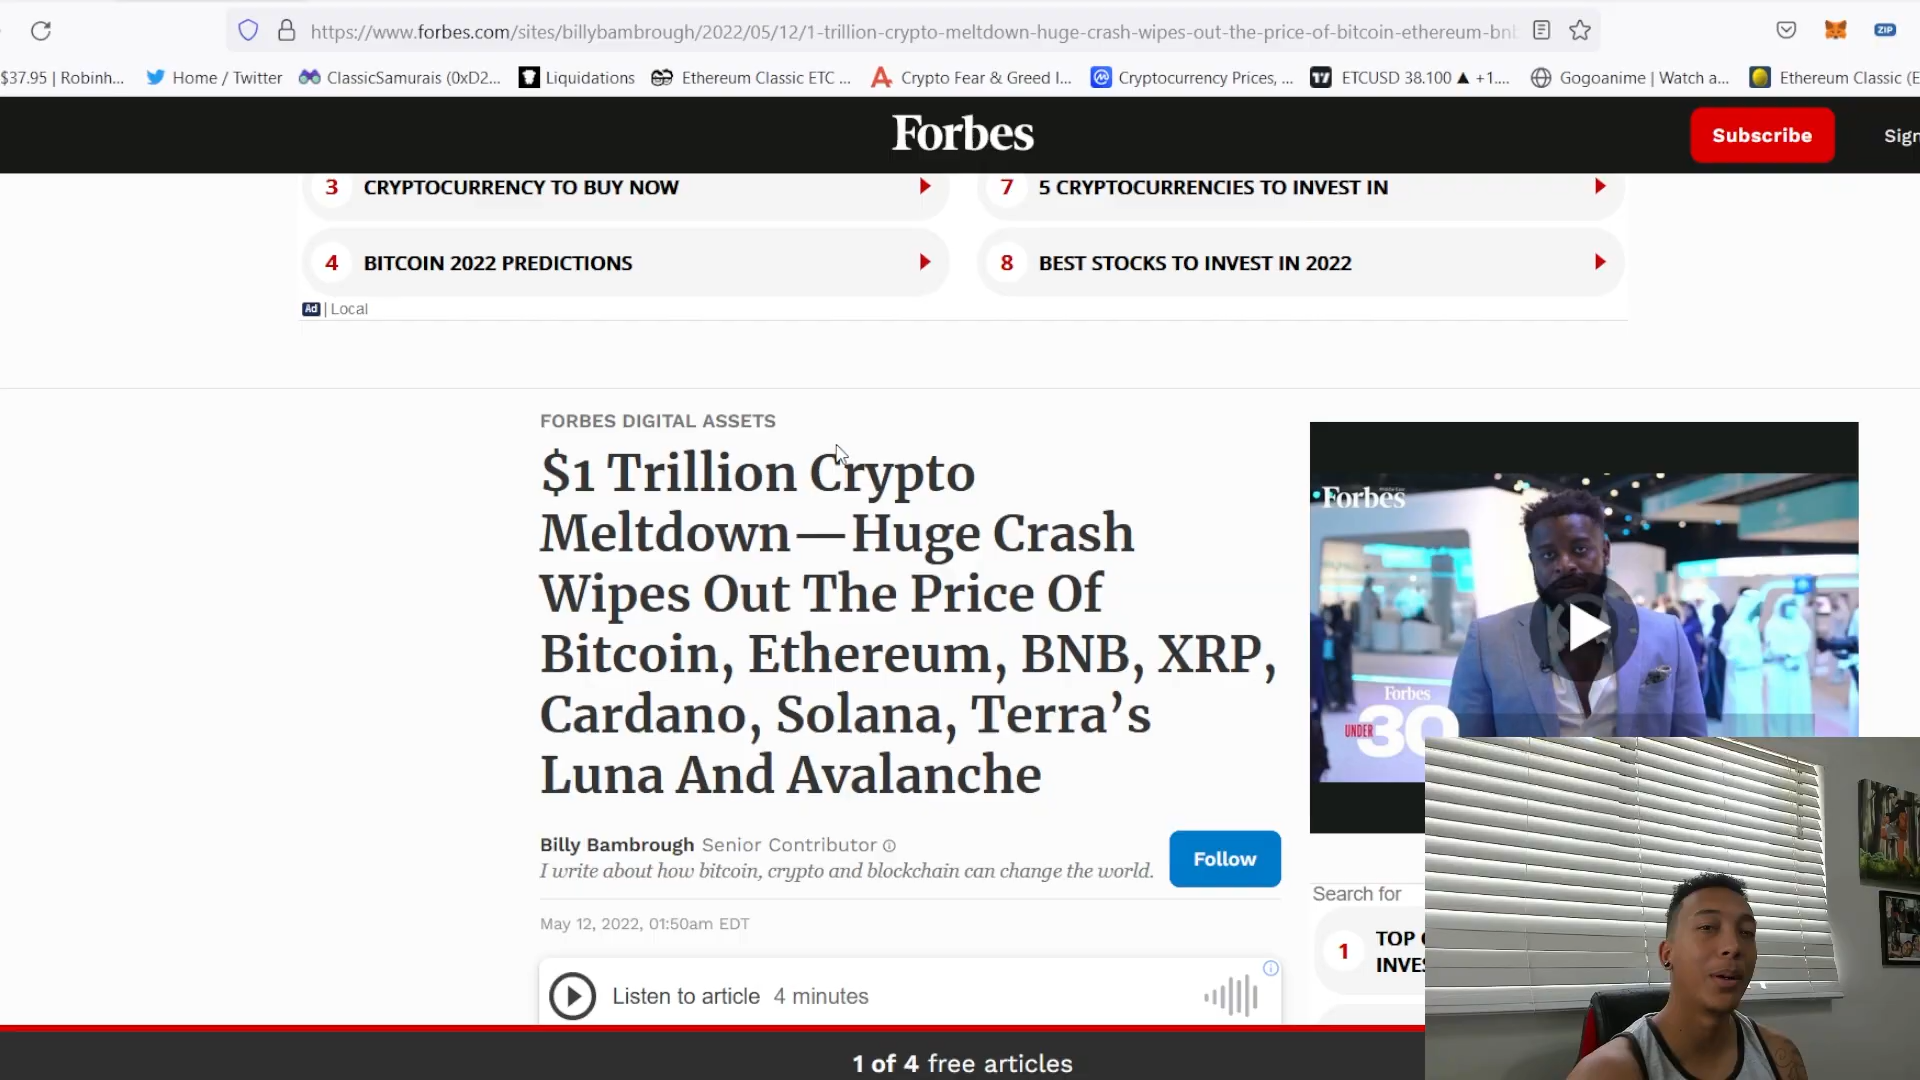 https://www.forbes.com/sites/billybambrough/2022/05/12/1-trillion-crypto-meltdown-huge-crash-wipes-out-the-price-of-bitcoin-ethereum-bnb
ZIP
$37.95 | Robinh... Home / Twitter ClassicSamurais (0xD2... Liquidations Ethereum Classic ETC ... Crypto Fear & Greed I... Cryptocurrency Prices, ... ETCUSD 38.100 ▲ +1.... Gogoanime | Watch a... Ethereum Classic (E
Forbes
Subscribe
Sign
3 CRYPTOCURRENCY TO BUY NOW
7 5 CRYPTOCURRENCIES TO INVEST IN
4 BITCOIN 2022 PREDICTIONS
8 BEST STOCKS TO INVEST IN 2022
Ad | Local
FORBES DIGITAL ASSETS
$1 Trillion Crypto
Meltdown—Huge Crash
Wipes Out The Price Of
Bitcoin, Ethereum, BNB, XRP,
Cardano, Solana, Terra’s
Luna And Avalanche
Billy Bambrough Senior Contributor
I write about how bitcoin, crypto and blockchain can change the world.
Follow
May 12, 2022, 01:50am EDT
Listen to article 4 minutes
Forbes
Forbes
UNDER 30
Search for
1 TOP
INVES
1 of 4 free articles